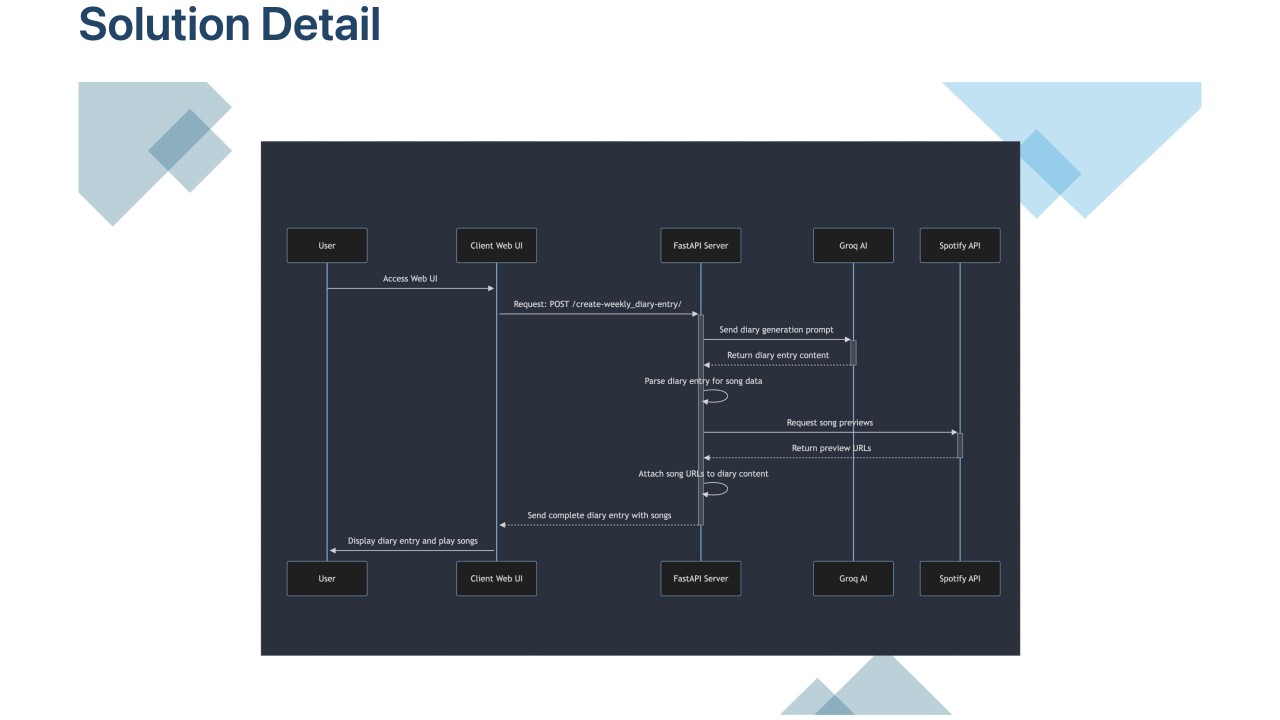 Solution Detail
User
Client Web UI
FastAPI Server
Groq AI
Spotify API
Access Web UI
Request: POST /create-weekly_diary-entry/
Send diary generation prompt
Return diary entry content
Parse diary entry for song data
Request song previews
Return preview URLs
Attach song URLs to diary content
Send complete diary entry with songs
Display diary entry and play songs
User
Client Web UI
FastAPI Server
Groq AI
Spotify API